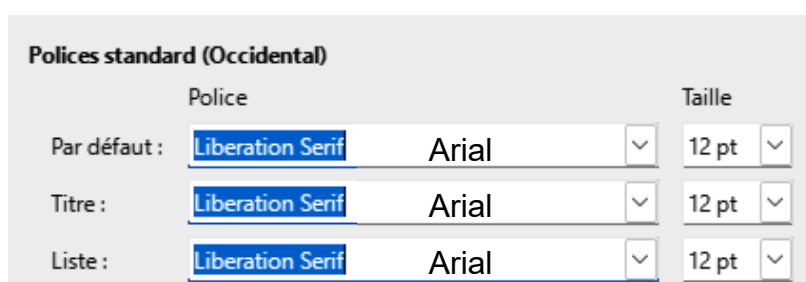 Polices standard (Occidental)
Police Taille
Par défaut : Liberation Serif Arial 12 pt
Titre : Liberation Serif Arial 12 pt
Liste : Liberation Serif Arial 12 pt